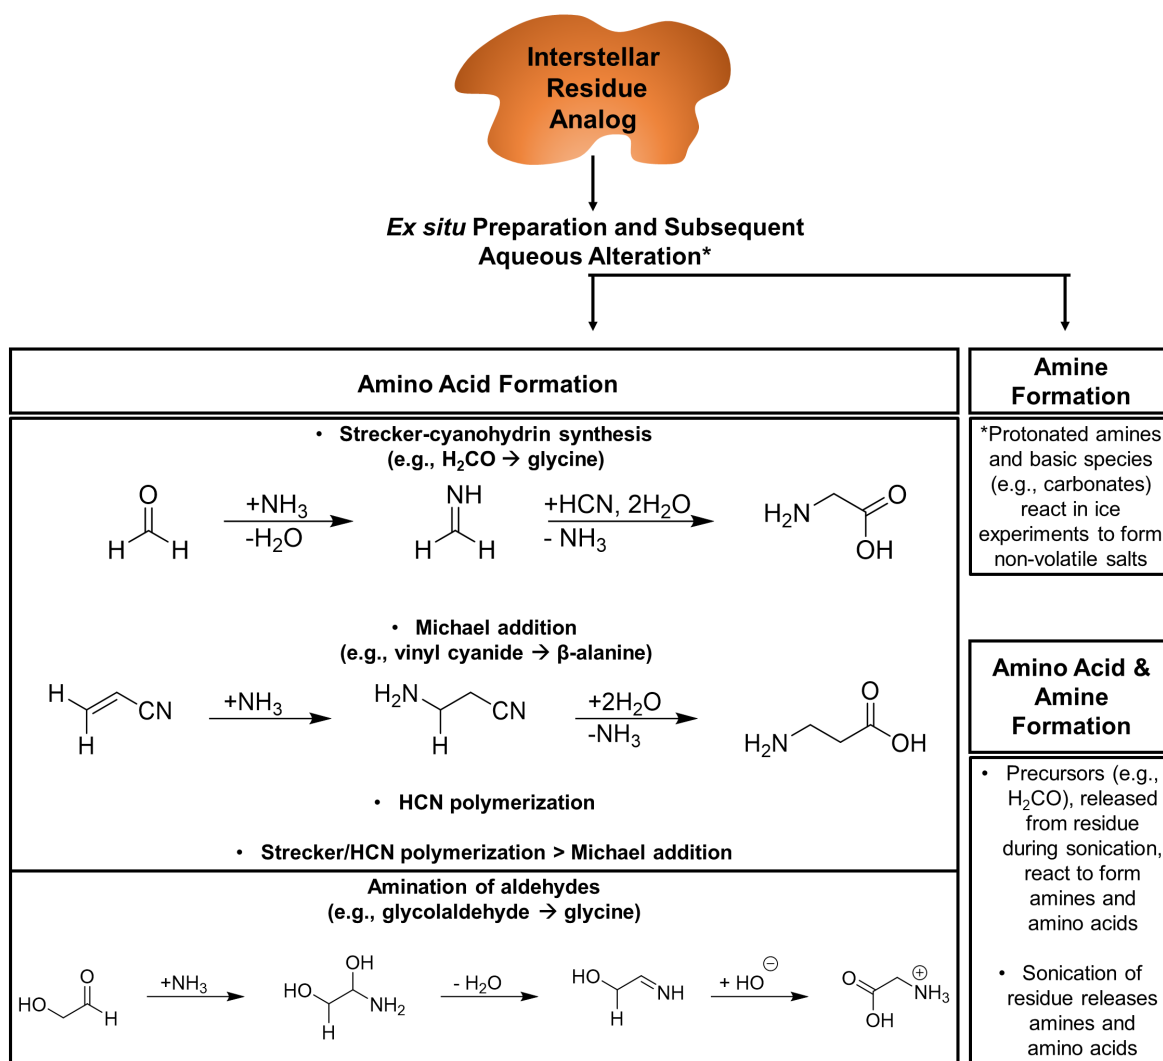 Interstellar
Residue
Analog
Ex situ Preparation and Subsequent
Aqueous Alteration*
Amino Acid Formation
• Strecker-cyanohydrin synthesis
(e.g., H₂CO → glycine)
O
H H
+NH₃
-H₂O
NH
H H
+HCN, 2H₂O
- NH₃
H₂N
O
OH
• Michael addition
(e.g., vinyl cyanide → β-alanine)
H
H
CN
+NH₃
H₂N
H
CN
+2H₂O
-NH₃
H₂N
O
OH
• HCN polymerization
• Strecker/HCN polymerization > Michael addition
Amination of aldehydes
(e.g., glycolaldehyde → glycine)
HO
O
H
+NH₃
OH
HO
NH₂
H
- H₂O
HO
H
NH
+ HO⊖
O
OH
⊕
NH₃
Amine
Formation
*Protonated amines
and basic species
(e.g., carbonates)
react in ice
experiments to form
non-volatile salts
Amino Acid &
Amine
Formation
• Precursors (e.g.,
H₂CO), released
from residue
during sonication,
react to form
amines and
amino acids
• Sonication of
residue releases
amines and
amino acids